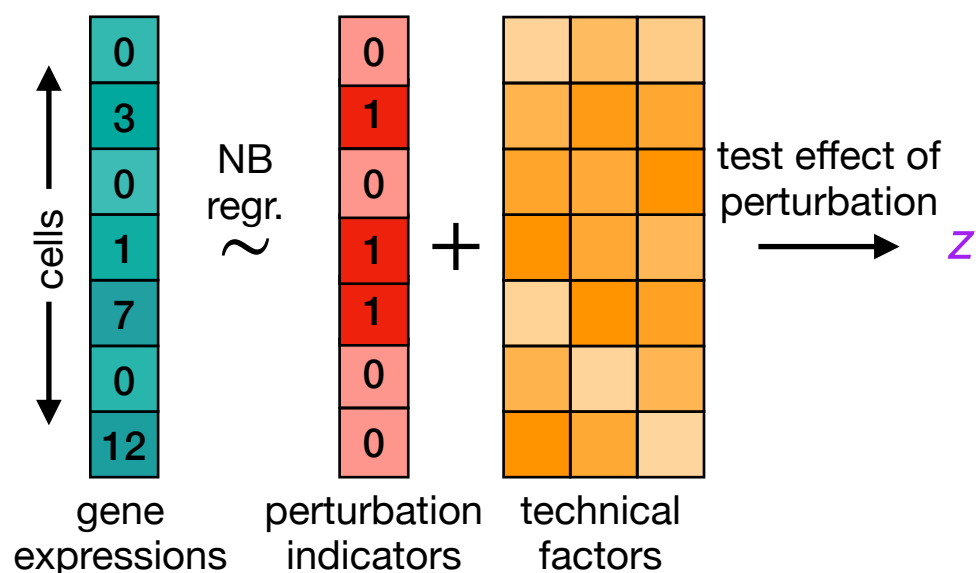 cells
0
3
0
1
7
0
12
gene
expressions
NB
regr.
~
0
1
0
1
1
0
0
perturbation
indicators
+
technical
factors
test effect of
perturbation
z